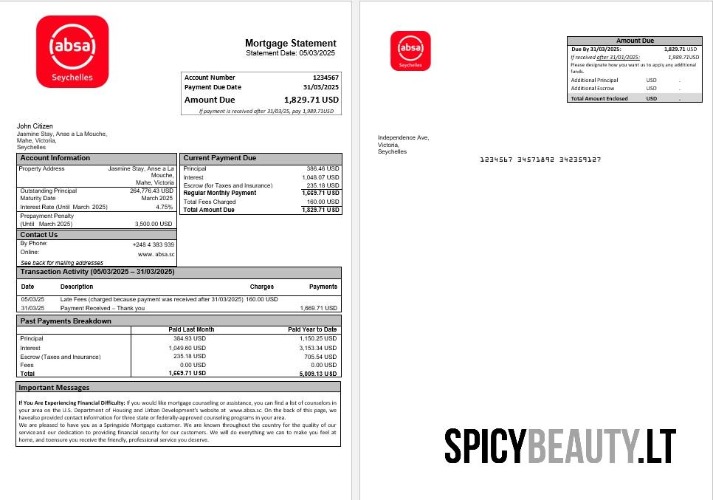 absa
Seychelles
Mortgage Statement
Statement Date: 05/03/2025
Account Number 1234567
Payment Due Date 31/03/2025
Amount Due 1,829.71 USD
If payment is received after 31/03/25, pay 1,989.71USD
John Citizen
Jasmine Stay, Anse a La Mouche,
Mahe, Victoria,
Seychelles
Account Information
Property Address Jasmine Stay, Anse a La
Mouche,
Mahe, Victoria
Outstanding Principal 264,776.43 USD
Maturity Date March 2025
Interest Rate (Until March 2025) 4.75%
Prepayment Penalty
(Until March 2025) 3,500.00 USD
Contact Us
By Phone: +248 4 383 939
Online: www. absa.sc
See back for mailing addresses
Current Payment Due
Principal 386.46 USD
Interest 1,048.07 USD
Escrow (for Taxes and Insurance) 235.18 USD
Regular Monthly Payment 1,669.71 USD
Total Fees Charged 160.00 USD
Total Amount Due 1,829.71 USD
Transaction Activity (05/03/2025 – 31/03/2025)
Date Description Charges Payments
05/03/25 Late Fees (charged because payment was received after 31/03/2025) 160.00 USD
31/03/25 Payment Received – Thank you 1,669.71 USD
Past Payments Breakdown
Paid Last Month Paid Year to Date
Principal 384.93 USD 1,150.25 USD
Interest 1,049.60 USD 3,153.34 USD
Escrow (Taxes and Insurance) 235.18 USD 705.54 USD
Fees 0.00 USD 0.00 USD
Total 1,669.71 USD 5,009.13 USD
Important Messages
If You Are Experiencing Financial Difficulty: If you would like mortgage counseling or assistance, you can find a list of counselors in
your area on the U.S. Department of Housing and Urban Development's website at www.absa.sc. On the back of this page, we
havealso provided contact information for three state or federally-approved counseling programs in your area.
We are pleased to have you as a Springside Mortgage customer. We are known throughout the country for the quality of our
serviceand our dedication to providing financial security for our customers. We will do everything we can to make you feel at
home, and toensure you receive the friendly, professional service you deserve.
absa
Seychelles
Amount Due
Due By 31/03/2025: 1,829.71 USD
If received after 31/03/2025: 1,989.71USD
Please designate how you want us to apply any additional
funds.
Additional Principal USD -
Additional Escrow USD -
Total Amount Enclosed USD -
Independence Ave,
Victoria,
Seychelles
1234567 34571892 342359127
SPICYBEAUTY.LT